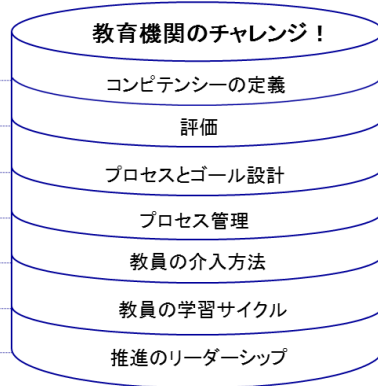 教育機関のチャレンジ！
コンピテンシーの定義
評価
プロセスとゴール設計
プロセス管理
教員の介入方法
教員の学習サイクル
推進のリーダーシップ